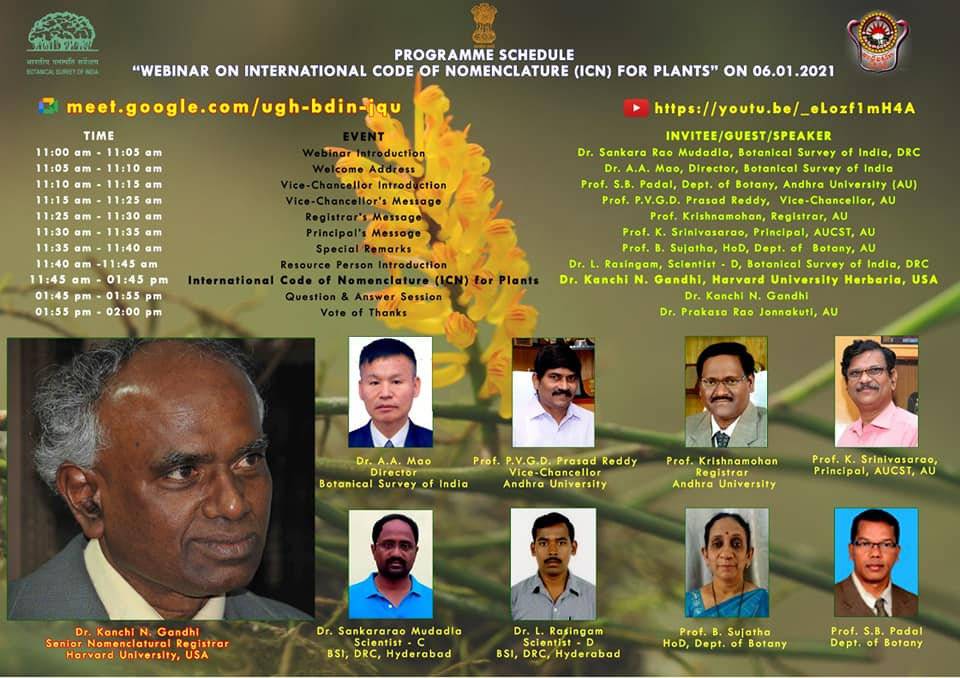 भारतीय वनस्पति सर्वेक्षण
BOTANICAL SURVEY OF INDIA
PROGRAMME SCHEDULE
“WEBINAR ON INTERNATIONAL CODE OF NOMENCLATURE (ICN) FOR PLANTS” ON 06.01.2021
meet.google.com/ugh-bdin-jqu
https://youtu.be/_eLozf1mH4A
TIME EVENT INVITEE/GUEST/SPEAKER
11:00 am - 11:05 am Webinar Introduction Dr. Sankara Rao Mudadla, Botanical Survey of India, DRC
11:05 am - 11:10 am Welcome Address Dr. A.A. Mao, Director, Botanical Survey of India
11:10 am - 11:15 am Vice-Chancellor Introduction Prof. S.B. Padal, Dept. of Botany, Andhra University (AU)
11:15 am - 11:25 am Vice-Chancellor's Message Prof. P.V.G.D. Prasad Reddy, Vice-Chancellor, AU
11:25 am - 11:30 am Registrar's Message Prof. Krishnamohan, Registrar, AU
11:30 am - 11:35 am Principal's Message Prof. K. Srinivasarao, Principal, AUCST, AU
11:35 am - 11:40 am Special Remarks Prof. B. Sujatha, HoD, Dept. of Botany, AU
11:40 am -11:45 am Resource Person Introduction Dr. L. Rasingam, Scientist - D, Botanical Survey of India, DRC
11:45 am - 01:45 pm International Code of Nomenclature (ICN) for Plants Dr. Kanchi N. Gandhi, Harvard University Herbaria, USA
01:45 pm - 01:55 pm Question & Answer Session Dr. Kanchi N. Gandhi
01:55 pm - 02:00 pm Vote of Thanks Dr. Prakasa Rao Jonnakuti, AU
Dr. A.A. Mao
Director
Botanical Survey of India
Prof. P.V.G.D. Prasad Reddy
Vice-Chancellor
Andhra University
Prof. Krishnamohan
Registrar
Andhra University
Prof. K. Srinivasarao,
Principal, AUCST, AU
Dr. Kanchi N. Gandhi
Senior Nomenclatural Registrar
Harvard University, USA
Dr. Sankararao Mudadla
Scientist - C
BSI, DRC, Hyderabad
Dr. L. Rasingam
Scientist - D
BSI, DRC, Hyderabad
Prof. B. Sujatha
HoD, Dept. of Botany
Prof. S.B. Padal
Dept. of Botany